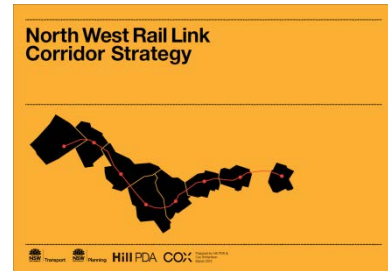 North West Rail Link
Corridor Strategy
NSW Transport NSW Planning Hill PDA COX